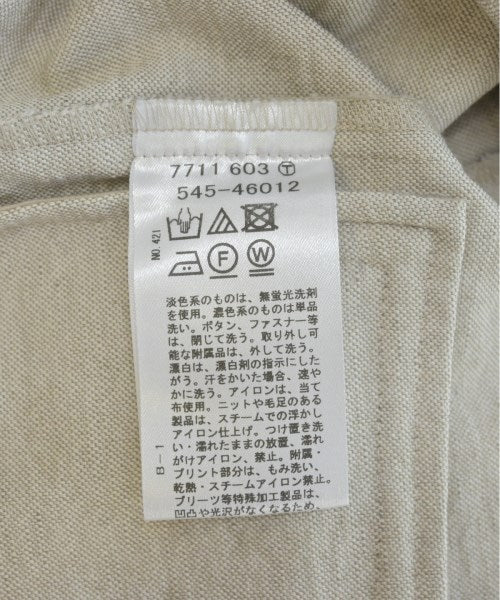 7711 603 Ⓣ
545-46012
F W
NO.421
淡色系のものは、無蛍光洗剤
を使用。濃色系のものは単品
洗い。ボタン、ファスナー等
は、閉じて洗う。取り外し可
能な附属品は、外して洗う。
漂白は、漂白剤の指示にした
がう。汗をかいた場合、速や
かに洗う。アイロンは、当て
布使用。ニットや毛足のある
製品は、スチームでの浮かし
アイロン仕上げ。つけ置き洗
い・濡れたままの放置、濡れ
がけアイロン、禁止。附属・
プリント部分は、もみ洗い、
乾熱・スチームアイロン禁止。
プリーツ等特殊加工製品は、
凹凸や光沢がなくなるため、
B-1